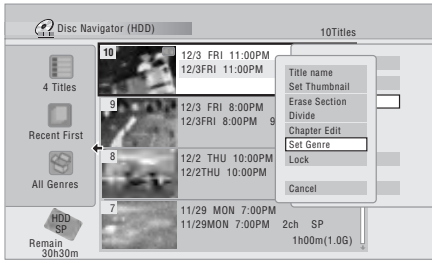 Disc Navigator (HDD)
10Titles
4 Titles
Recent First
All Genres
HDD
SP
Remain
30h30m
10
12/3 FRI 11:00PM
12/3FRI 11:00PM
9
12/3 FRI 8:00PM
12/3FRI 8:00PM 9
8
12/2 THU 10:00PM
12/2THU 10:00PM
7
11/29 MON 7:00PM
11/29MON 7:00PM 2ch SP
1h00m(1.0G)
Title name
Set Thumbnail
Erase Section
Divide
Chapter Edit
Set Genre
Lock
Cancel